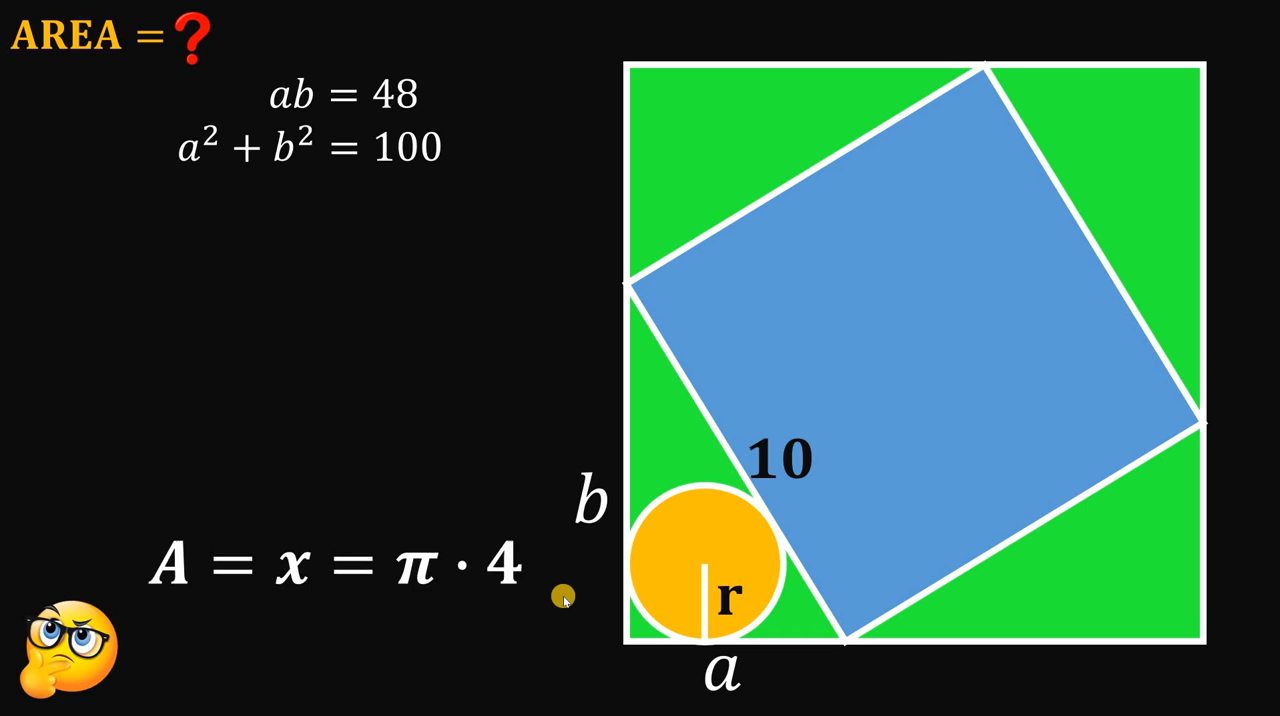 AREA =❓
𝑎𝑏 = 48
𝑎² + 𝑏² = 100
10
𝑏
𝑨 = 𝒙 = 𝝅 · 𝟒
r
𝑎